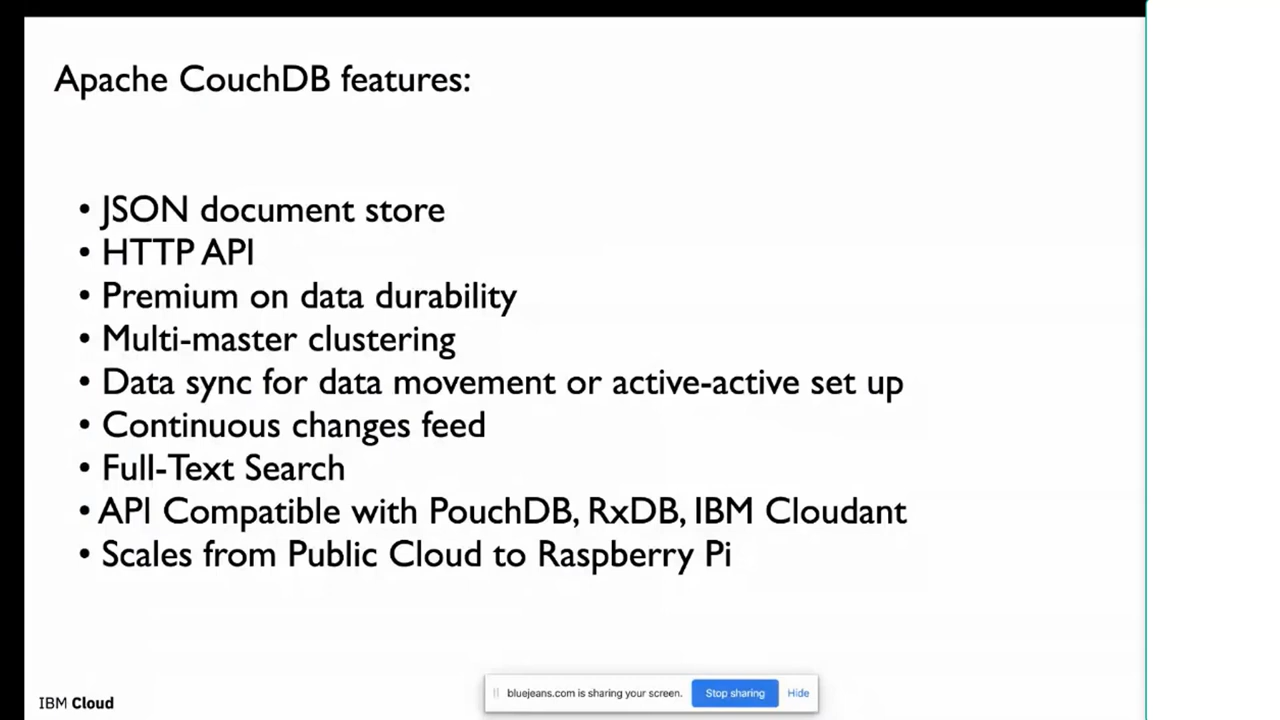 Apache CouchDB features:
• JSON document store
• HTTP API
• Premium on data durability
• Multi-master clustering
• Data sync for data movement or active-active set up
• Continuous changes feed
• Full-Text Search
• API Compatible with PouchDB, RxDB, IBM Cloudant
• Scales from Public Cloud to Raspberry Pi
bluejeans.com is sharing your screen. Stop sharing Hide
IBM Cloud